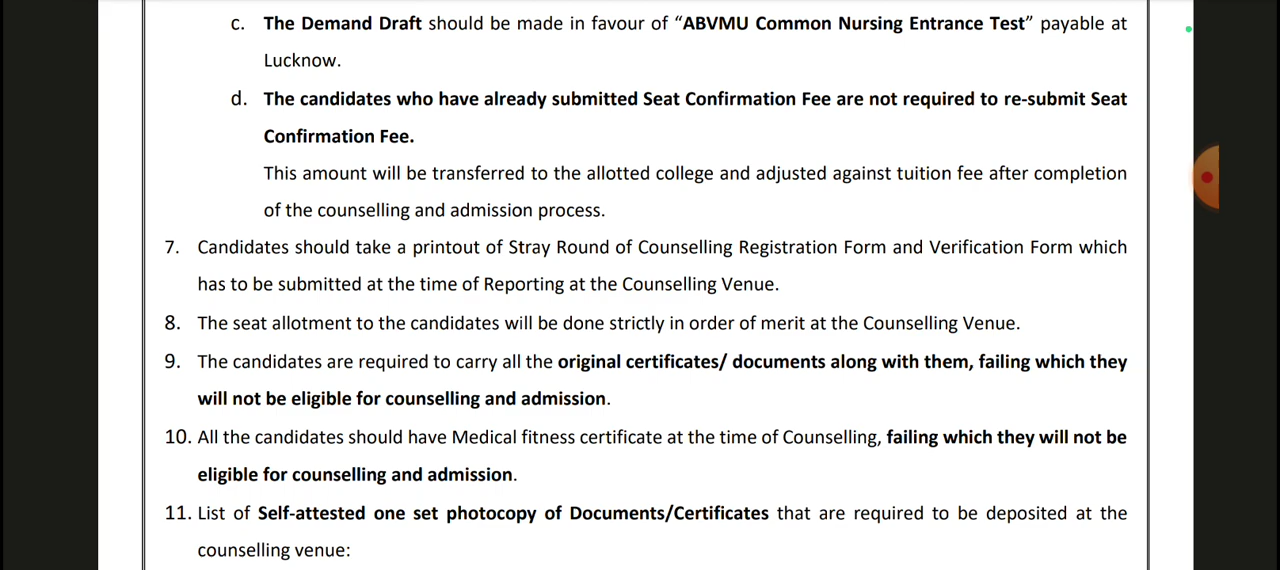 c. The Demand Draft should be made in favour of “ABVMU Common Nursing Entrance Test” payable at
Lucknow.
d. The candidates who have already submitted Seat Confirmation Fee are not required to re-submit Seat
Confirmation Fee.
This amount will be transferred to the allotted college and adjusted against tuition fee after completion
of the counselling and admission process.
7. Candidates should take a printout of Stray Round of Counselling Registration Form and Verification Form which
has to be submitted at the time of Reporting at the Counselling Venue.
8. The seat allotment to the candidates will be done strictly in order of merit at the Counselling Venue.
9. The candidates are required to carry all the original certificates/ documents along with them, failing which they
will not be eligible for counselling and admission.
10. All the candidates should have Medical fitness certificate at the time of Counselling, failing which they will not be
eligible for counselling and admission.
11. List of Self-attested one set photocopy of Documents/Certificates that are required to be deposited at the
counselling venue: